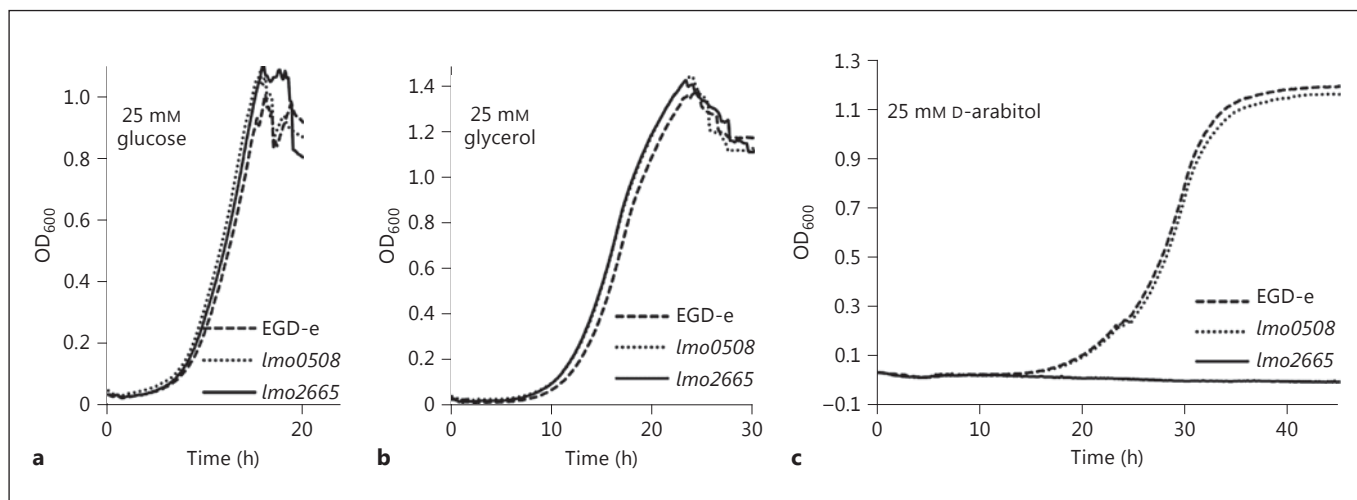 1.0
0.8
0.6
0.4
0.2
0
OD600
25 mM
glucose
EGD-e
lmo0508
lmo2665
0
10
20
Time (h)
a
1.4
1.2
1.0
0.8
0.6
0.4
0.2
0
OD600
25 mM
glycerol
EGD-e
lmo0508
lmo2665
0
10
20
30
Time (h)
b
1.3
1.1
0.9
0.7
0.5
0.3
0.1
–0.1
OD600
25 mM D-arabitol
EGD-e
lmo0508
lmo2665
0
10
20
30
40
Time (h)
c